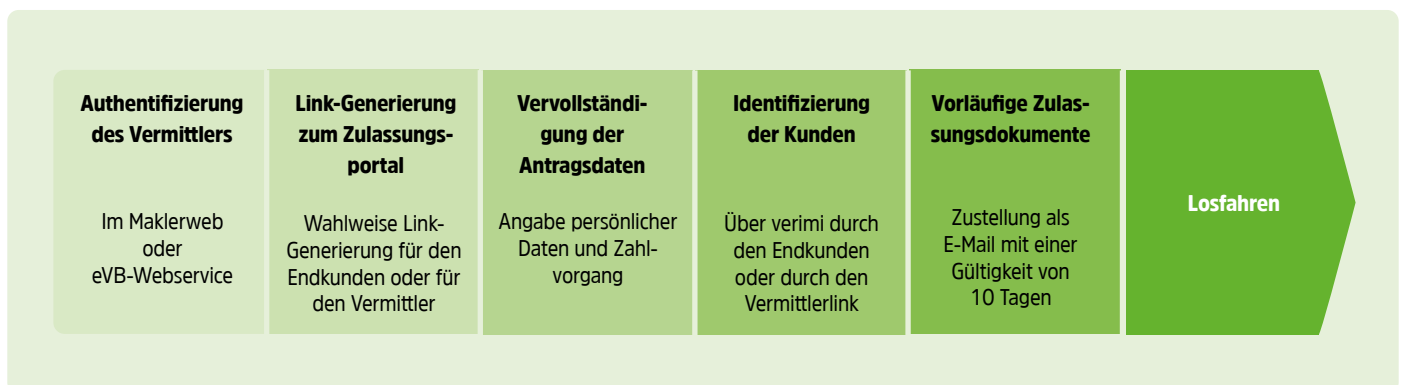 Authentifizierung
des Vermittlers
Im Maklerweb
oder
eVB-Webservice
Link-Generierung
zum Zulassungs-
portal
Wahlweise Link-
Generierung für den
Endkunden oder für
den Vermittler
Vervollständi-
gung der
Antragsdaten
Angabe persönlicher
Daten und Zahl-
vorgang
Identifizierung
der Kunden
Über verimi durch
den Endkunden
oder durch den
Vermittlerlink
Vorläufige Zulas-
sungsdokumente
Zustellung als
E-Mail mit einer
Gültigkeit von
10 Tagen
Losfahren